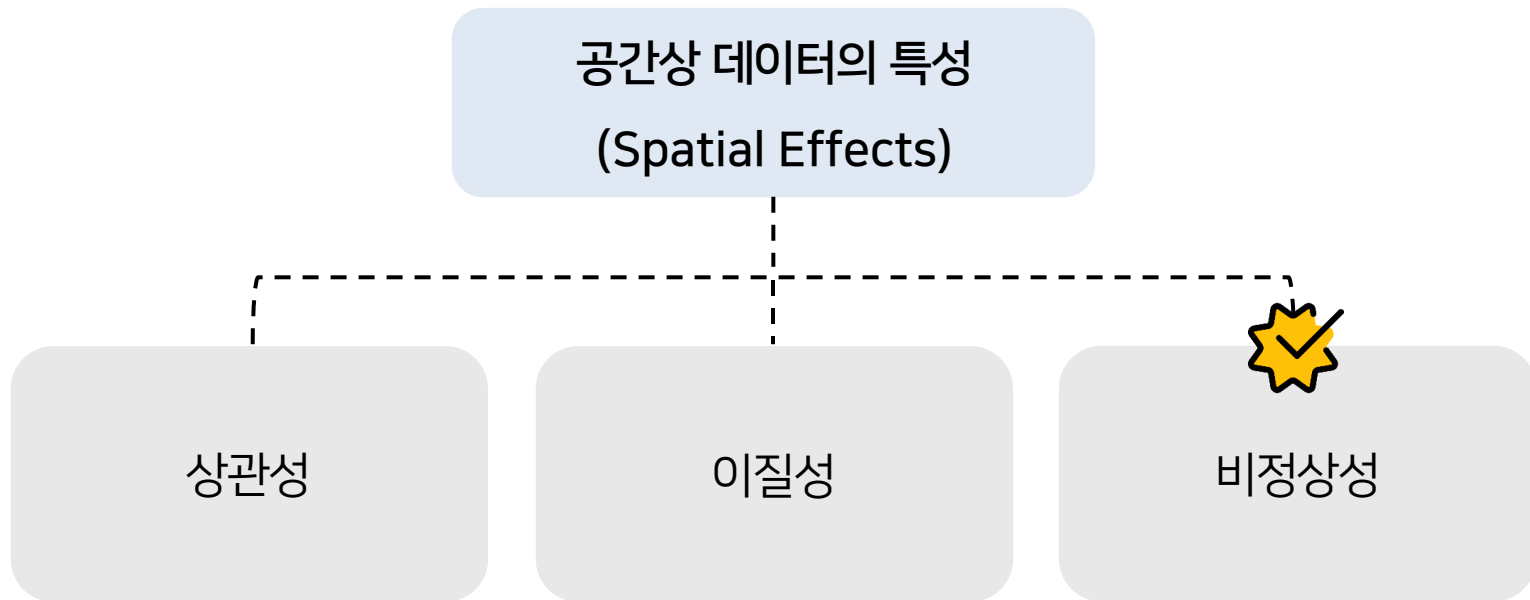 공간상 데이터의 특성
(Spatial Effects)
상관성
이질성
비정상성